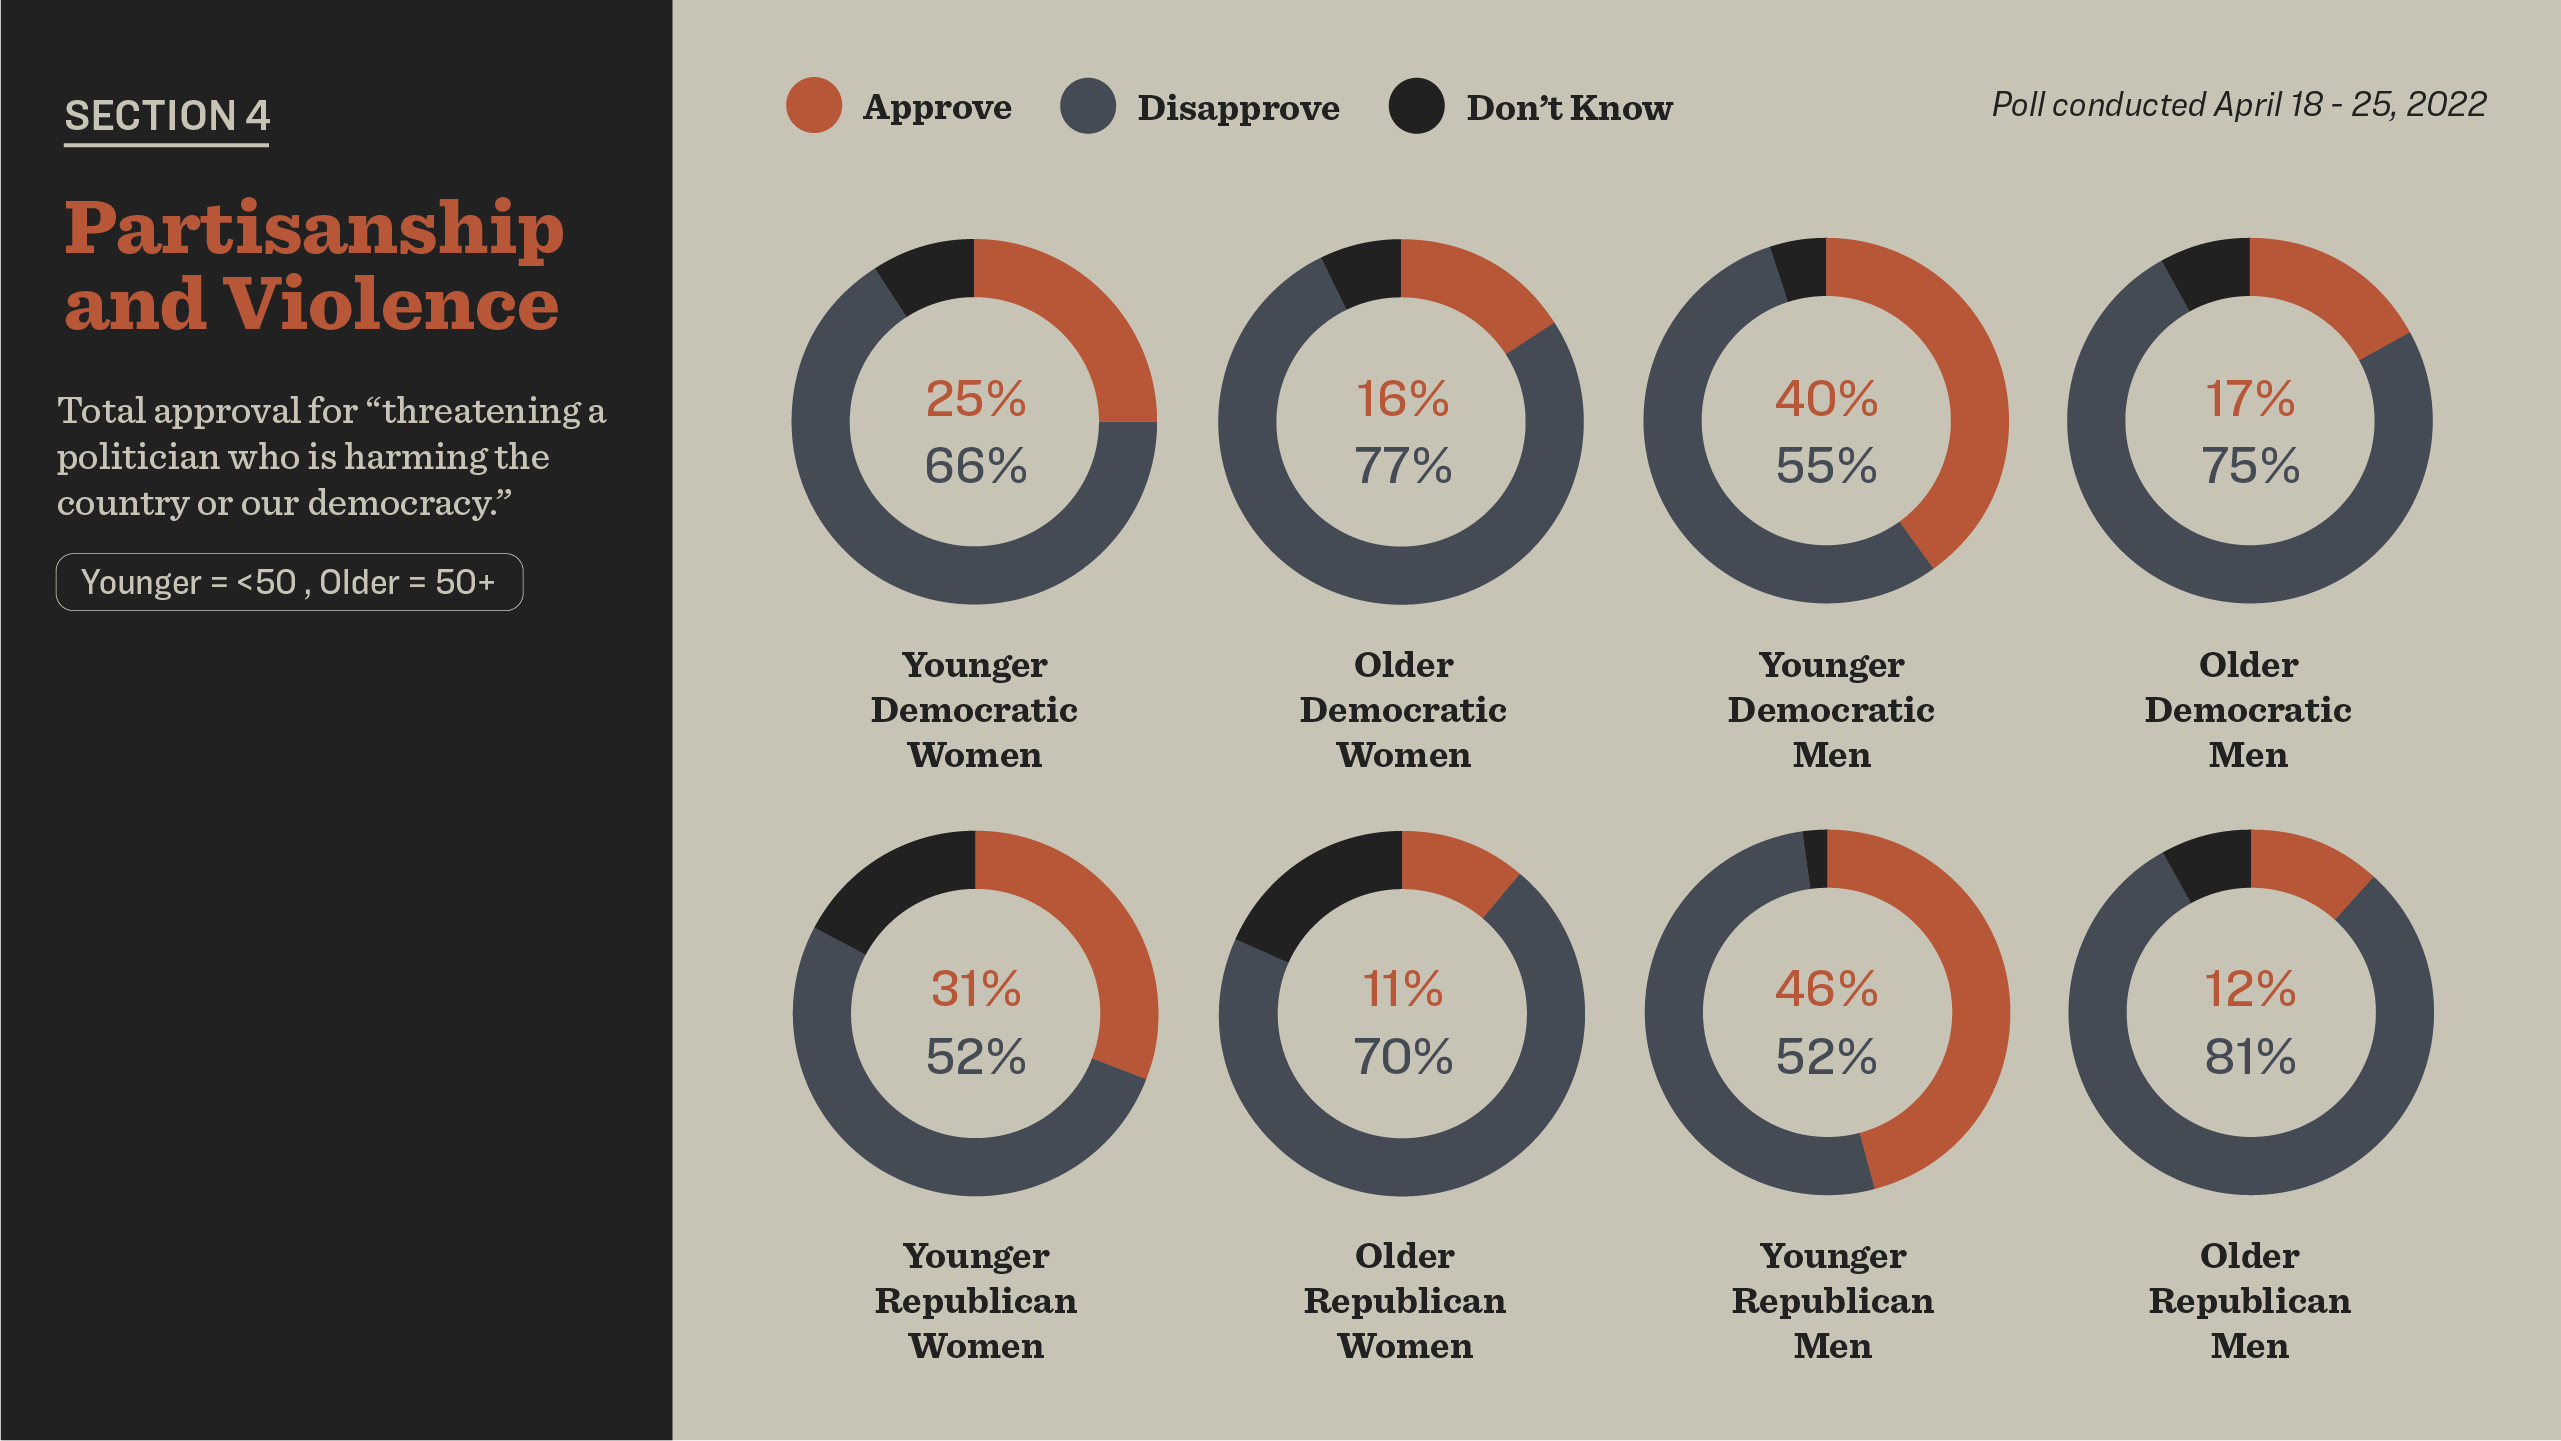 SECTION 4
Partisanship
and Violence
Total approval for “threatening a
politician who is harming the
country or our democracy.”
Younger = <50 , Older = 50+
Approve
Disapprove
Don’t Know
Poll conducted April 18 - 25, 2022
25%
66%
Younger
Democratic
Women
16%
77%
Older
Democratic
Women
40%
55%
Younger
Democratic
Men
17%
75%
Older
Democratic
Men
31%
52%
Younger
Republican
Women
11%
70%
Older
Republican
Women
46%
52%
Younger
Republican
Men
12%
81%
Older
Republican
Men